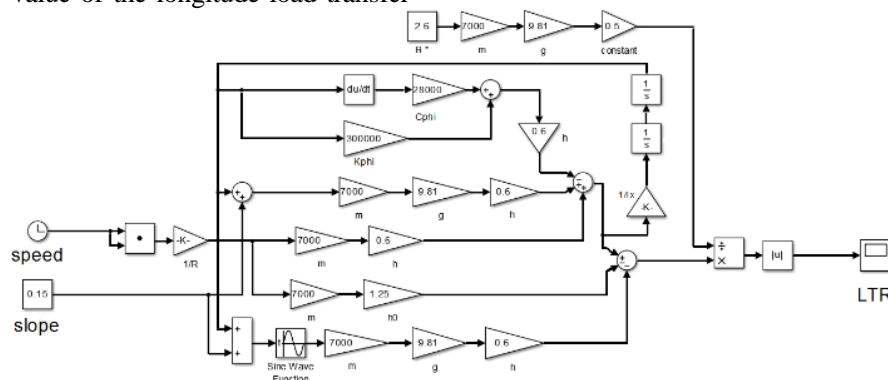 value of the longitude load transfer
2.6 7000 9.81 0.5
B * m g constant
du/dt 28000 + +
Cphi
1
s
300000
Kphi
0.6
h
1
s
+ +
7000 9.81 0.6
m g h
- + +
1/Ix
-K-
speed
-K-
1/R
7000 0.6
m h
÷
×
|u|
LTR
0.15
slope
7000 1.25
m h0
+ - -
+
+
Sine Wave
Function
7000 9.81 0.6
m g h